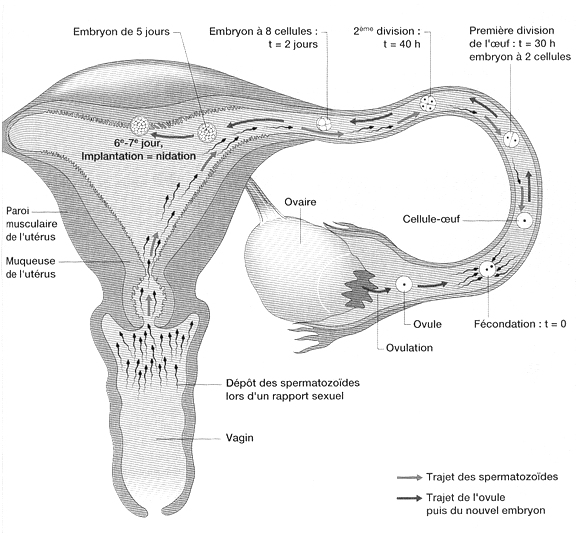 Embryon de 5 jours
Embryon à 8 cellules :
t = 2 jours
2ème division :
t = 40 h
Première division
de l'œuf : t = 30 h
embryon à 2 cellules
6e-7e jour,
Implantation = nidation
Ovaire
Cellule-œuf
Paroi
musculaire
de l'utérus
Muqueuse
de l'utérus
Ovule
Fécondation : t = 0
Ovulation
Dépôt des spermatozoïdes
lors d'un rapport sexuel
Vagin
Trajet des spermatozoïdes
Trajet de l'ovule
puis du nouvel embryon